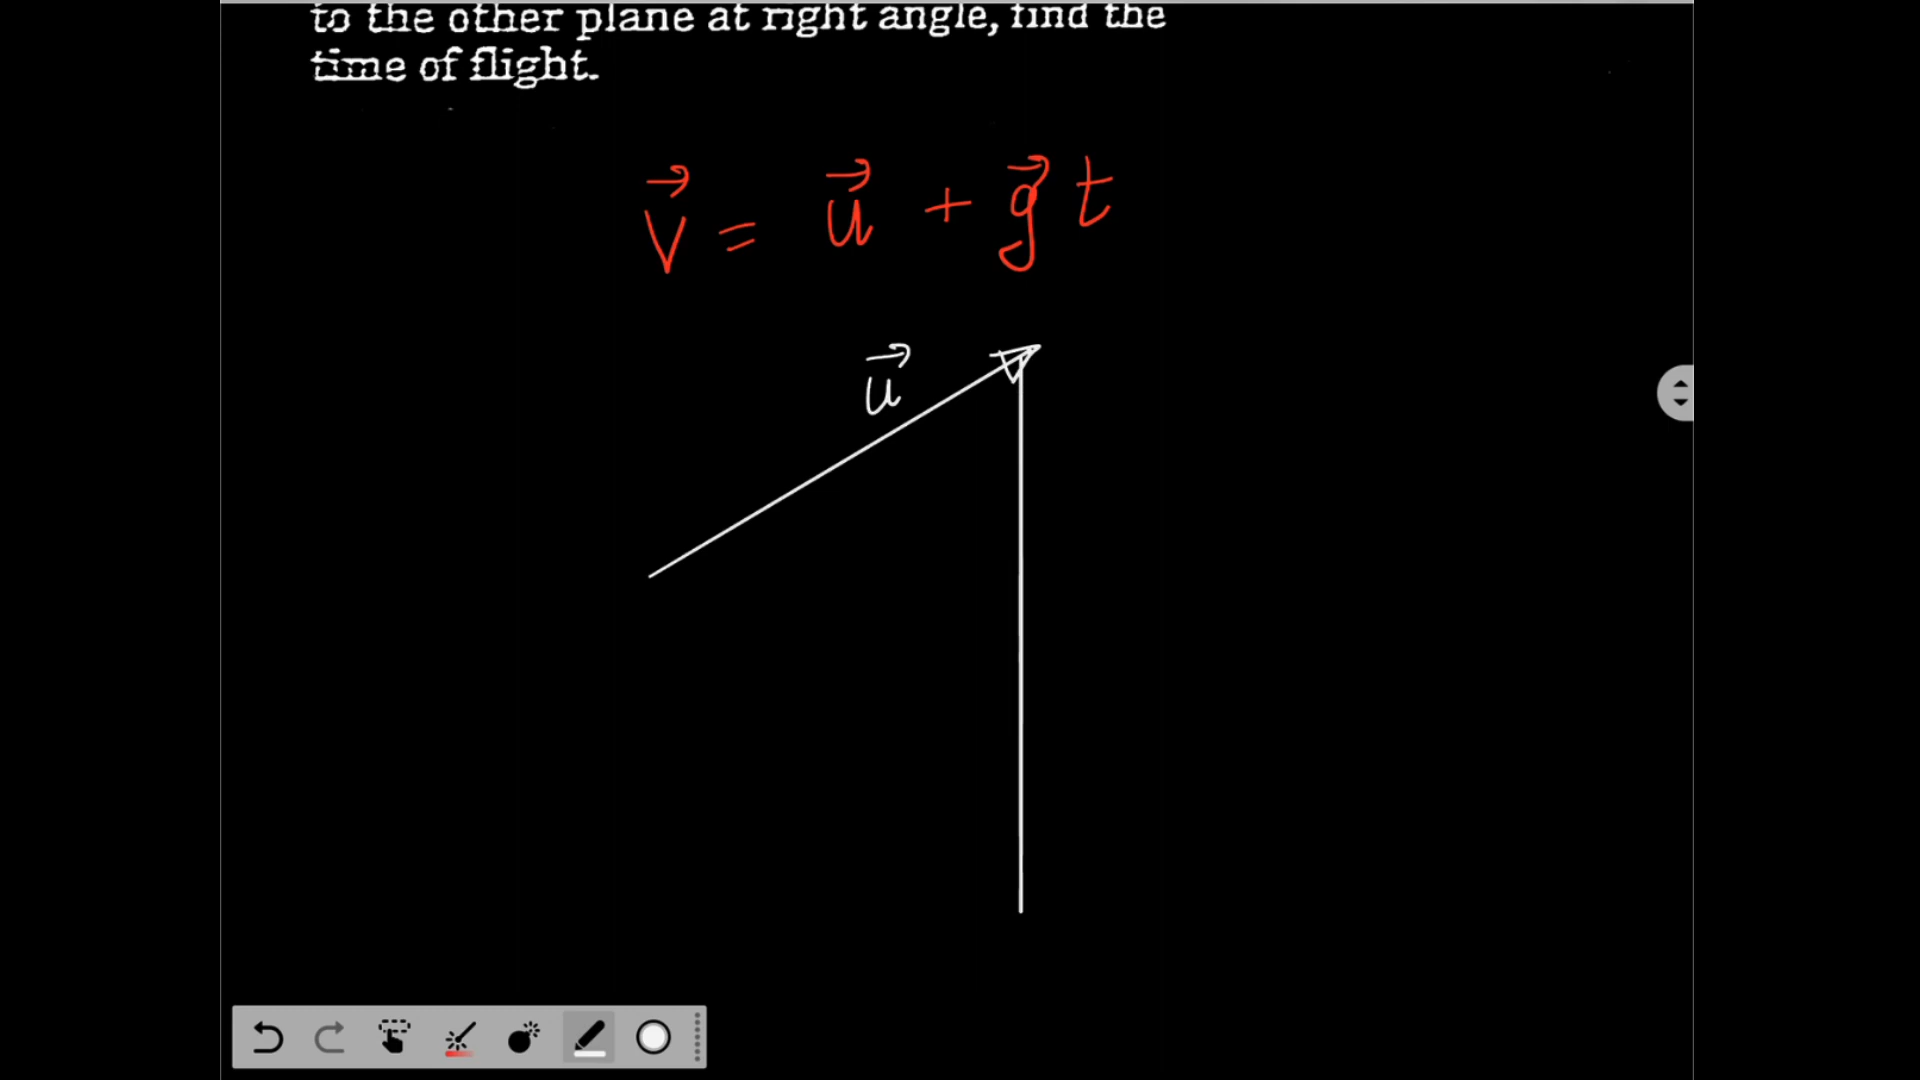 to the other plane at right angle, find the
time of flight.
v⃗ = u⃗ + g⃗ t
u⃗